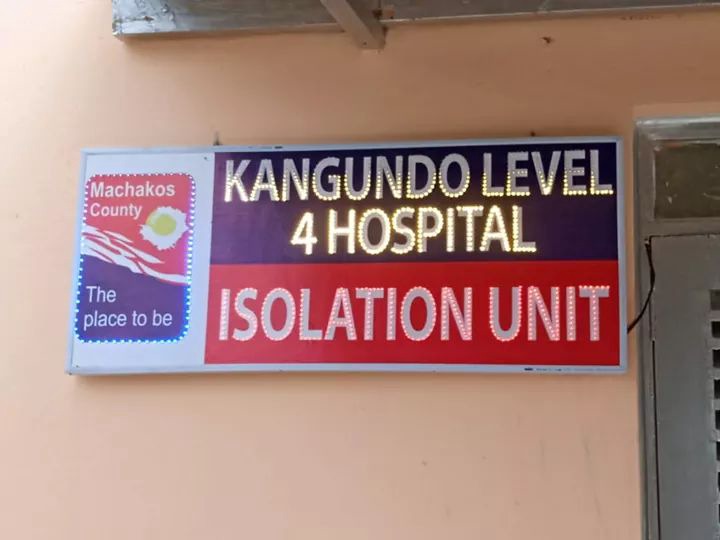 Machakos
County
The
place to be
KANGUNDO LEVEL
4 HOSPITAL
ISOLATION UNIT